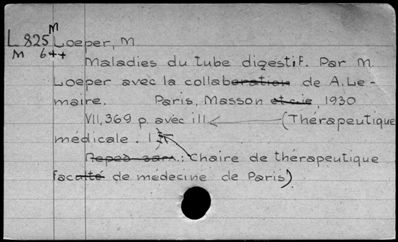 M
L 825 Loeper, M
M 644
Maladies du tube digestif. Par M.
Loeper avec la collaboration de A. Le-
maire. Paris, Masson et cie, 1930
VII, 369 p. avec ill (Thérapeutique
médicale. I
: Chaire de thérapeutique
faculté de médecine de Paris)